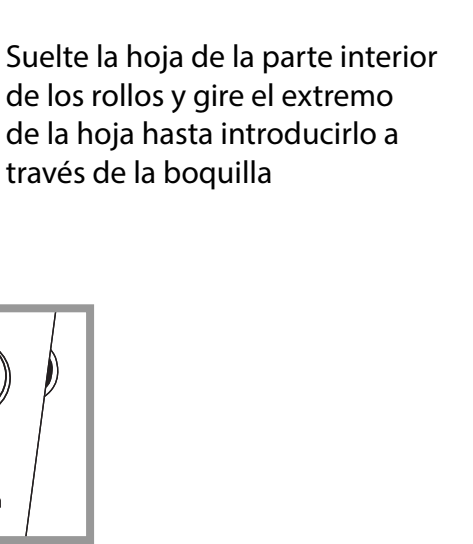 Suelte la hoja de la parte interior
de los rollos y gire el extremo
de la hoja hasta introducirlo a
través de la boquilla